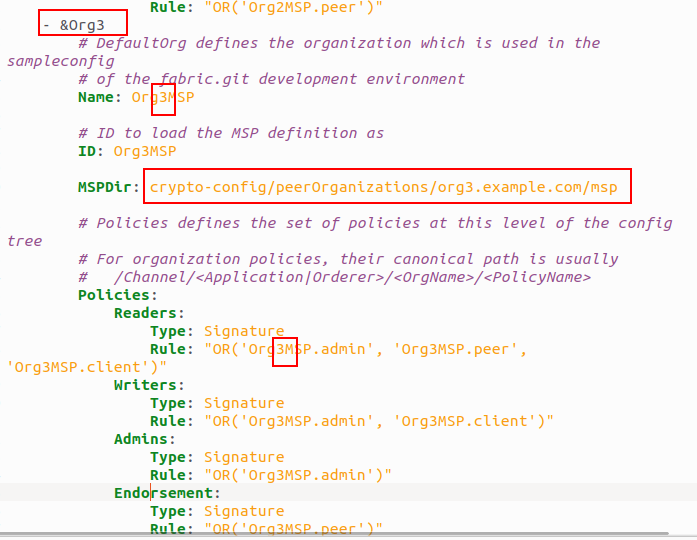 Rule: "OR('Org2MSP.peer')"
    - &Org3
        # DefaultOrg defines the organization which is used in the
sampleconfig
        # of the fabric.git development environment
        Name: Org3MSP

        # ID to load the MSP definition as
        ID: Org3MSP

        MSPDir: crypto-config/peerOrganizations/org3.example.com/msp

        # Policies defines the set of policies at this level of the config
tree
        # For organization policies, their canonical path is usually
        #   /Channel/<Application|Orderer>/<OrgName>/<PolicyName>
        Policies:
            Readers:
                Type: Signature
                Rule: "OR('Org3MSP.admin', 'Org3MSP.peer',
'Org3MSP.client')"
            Writers:
                Type: Signature
                Rule: "OR('Org3MSP.admin', 'Org3MSP.client')"
            Admins:
                Type: Signature
                Rule: "OR('Org3MSP.admin')"
            Endorsement:
                Type: Signature
                Rule: "OR('Org3MSP.peer')"